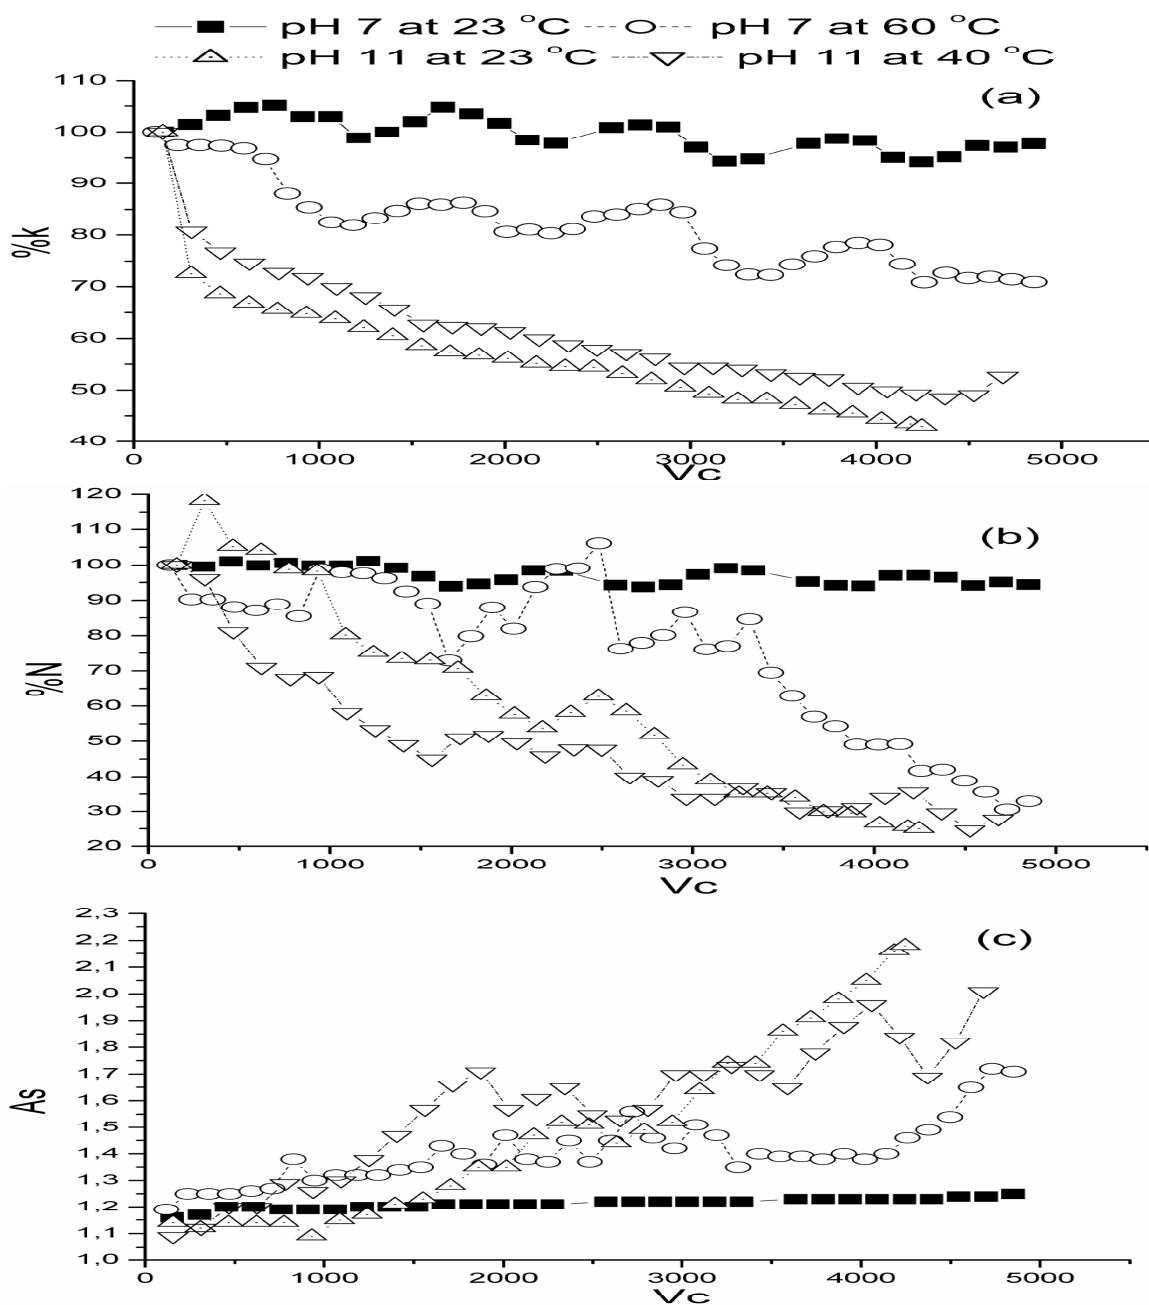 pH 7 at 23 °C pH 7 at 60 °C
pH 11 at 23 °C pH 11 at 40 °C
(a)
110
100
90
80
70
60
50
40
%k
0 1000 2000 3000 4000 5000
Vc
(b)
120
110
100
90
80
70
60
50
40
30
20
%N
0 1000 2000 3000 4000 5000
Vc
(c)
2,3
2,2
2,1
2,0
1,9
1,8
1,7
1,6
1,5
1,4
1,3
1,2
1,1
1,0
As
0 1000 2000 3000 4000 5000
Vc